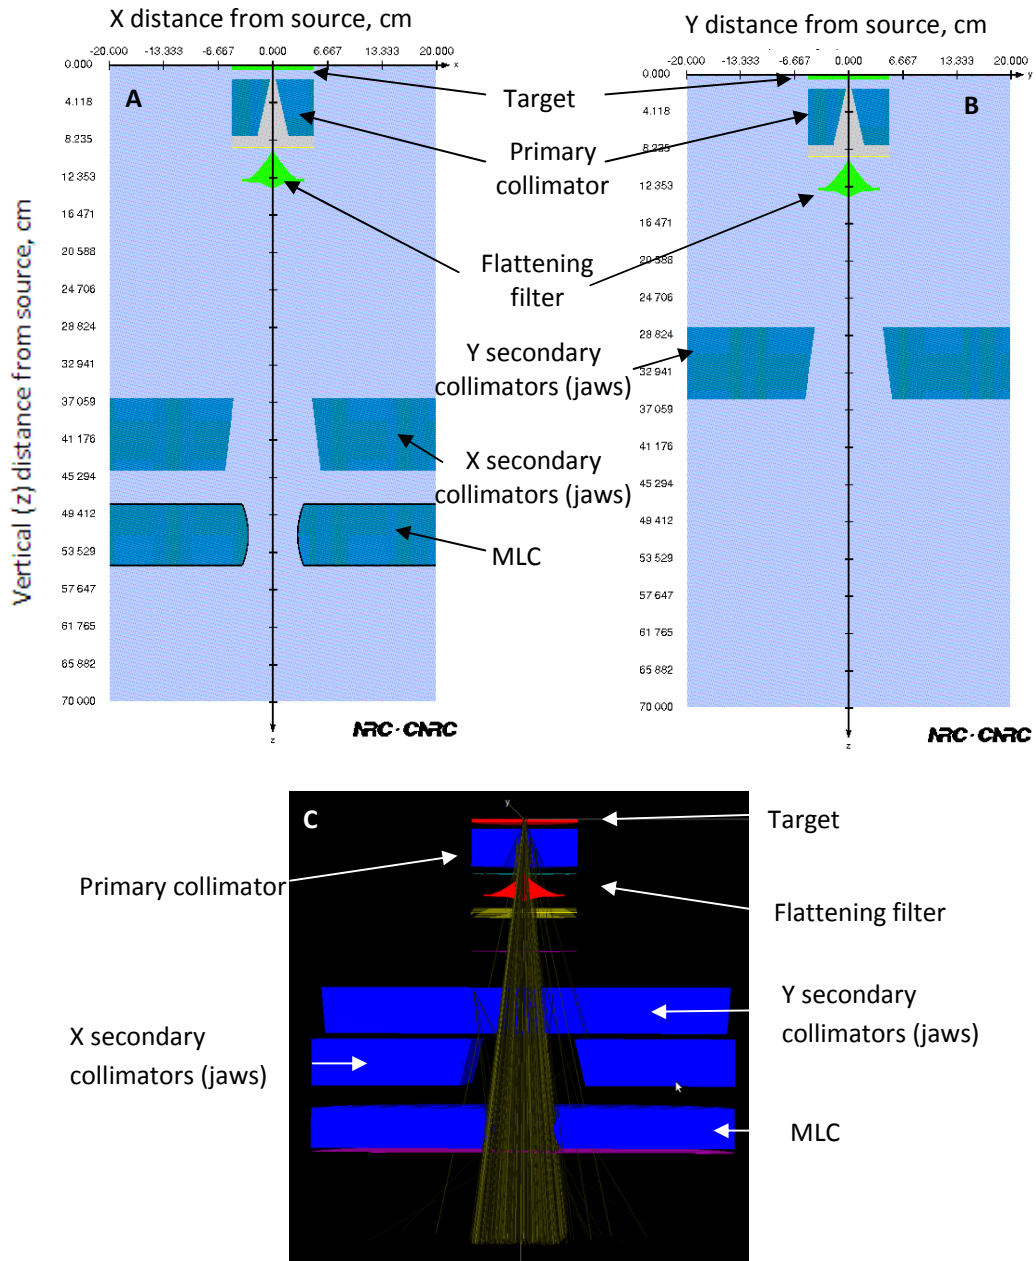 X distance from source, cm
Y distance from source, cm
-20.000 -13.333 -6.667 0.000 6.667 13.333 20.000
x
-20.000 -13.333 -6.667 0.000 6.667 13.333 20.000
y
Vertical (z) distance from source, cm
0.000
4.118
8.235
12 353
16 471
20 588
24 706
28 824
32 941
37 059
41 176
45 294
49 412
53 529
57 647
61 765
65 882
70 000
A
z
NRC·CNRC
Target
Primary
collimator
Flattening
filter
Y secondary
collimators (jaws)
X secondary
collimators (jaws)
MLC
0.000
4.118
8.235
12 353
16 471
20 588
24 706
28 824
32 941
37 059
41 176
45 294
49 412
53 529
57 647
61 765
65 882
70 000
B
z
NRC·CNRC
C
y
Target
Primary collimator
Flattening filter
Y secondary
collimators (jaws)
X secondary
collimators (jaws)
MLC